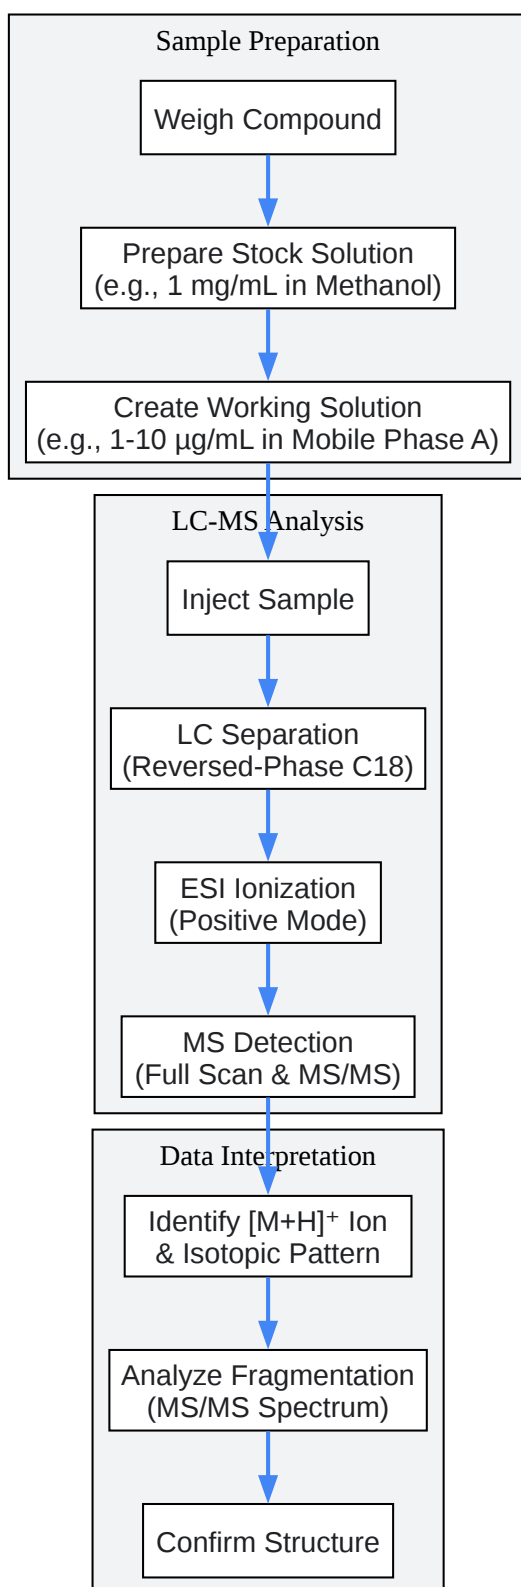 Sample Preparation
Weigh Compound
Prepare Stock Solution
(e.g., 1 mg/mL in Methanol)
Create Working Solution
(e.g., 1-10 µg/mL in Mobile Phase A)
LC-MS Analysis
Inject Sample
LC Separation
(Reversed-Phase C18)
ESI Ionization
(Positive Mode)
MS Detection
(Full Scan & MS/MS)
Data Interpretation
Identify [M+H]⁺ Ion
& Isotopic Pattern
Analyze Fragmentation
(MS/MS Spectrum)
Confirm Structure